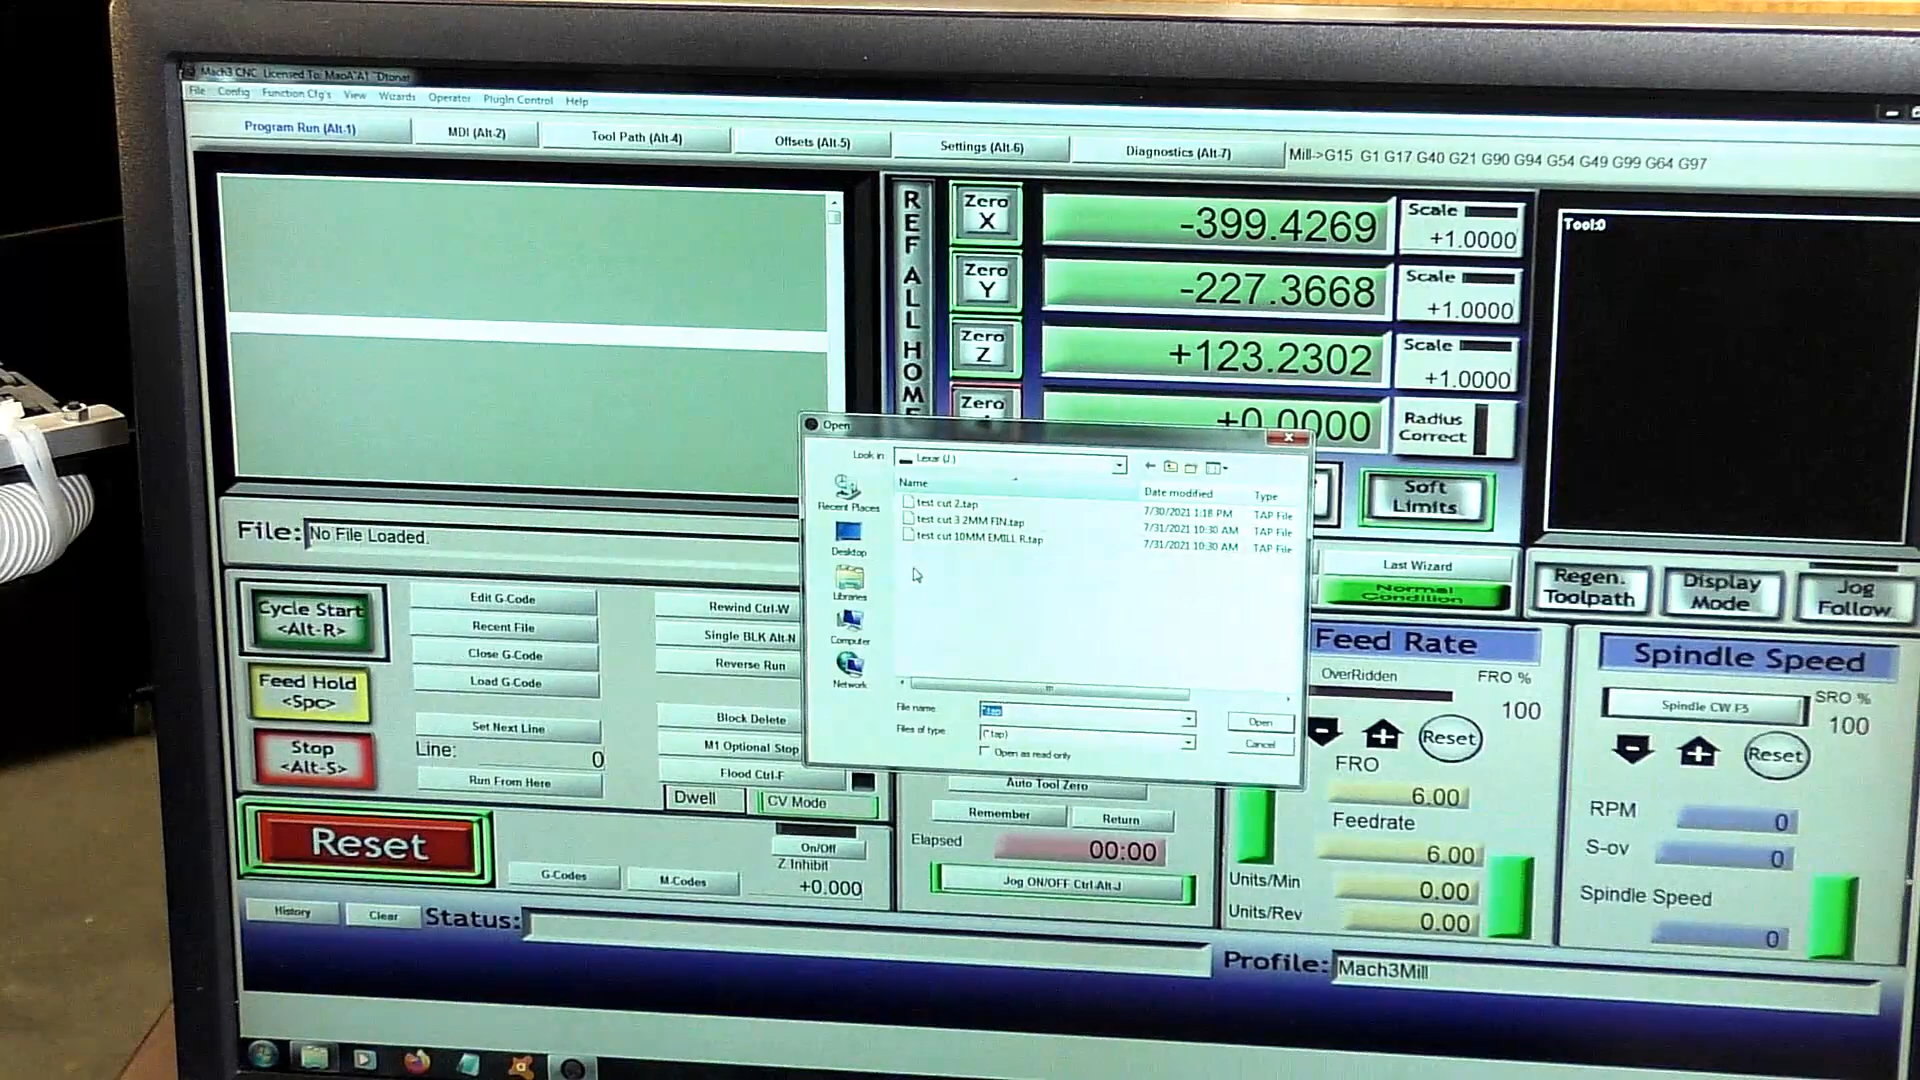 Mach3 CNC Licensed To:
File Config Function Cfg's View Wizards Operator PlugIn Control Help
Program Run (Alt-1) MDI (Alt-2) Tool Path (Alt-4) Offsets (Alt-5) Settings (Alt-6) Diagnostics (Alt-7) Mill->G15 G1 G17 G40 G21 G90 G94 G54 G49 G99 G64 G97
REF ALL HOME
Zero X -399.4269 Scale +1.0000
Zero Y -227.3668 Scale +1.0000
Zero Z +123.2302 Scale +1.0000
Zero +0.0000 Radius Correct
Tool:0
Soft Limits
Open
Look in Lexar (J:)
Name Date modified Type
test cut 2.tap 7/30/2021 1:18 PM TAP File
test cut 3 2MM FIN.tap 7/31/2021 10:30 AM TAP File
test cut 10MM EMILL R.tap 7/31/2021 10:30 AM TAP File
Recent Places
Desktop
Libraries
Computer
Network
File name: *.tap Open
Files of type (*.tap) Cancel
Open as read only
File: No File Loaded.
Last Wizard
Normal Condition
Regen. Toolpath Display Mode Jog Follow
Cycle Start <Alt-R>
Feed Hold <Spc>
Stop <Alt-S>
Reset
Edit G-Code
Recent File
Close G-Code
Load G-Code
Set Next Line
Line: 0
Run From Here
Rewind Ctrl-W
Single BLK Alt-N
Reverse Run
Block Delete
M1 Optional Stop
Flood Ctrl-F
Dwell CV Mode
On/Off
Z Inhibit
+0.000
G-Codes M-Codes
Auto Tool Zero
Remember Return
Elapsed 00:00
Jog ON/OFF Ctrl-Alt-J
Feed Rate
OverRidden FRO %
100
Reset
FRO
6.00
Feedrate
6.00
Units/Min 0.00
Units/Rev 0.00
Spindle Speed
Spindle CW F5 SRO %
100
Reset
RPM 0
S-ov 0
Spindle Speed
0
History Clear Status:
Profile: Mach3Mill